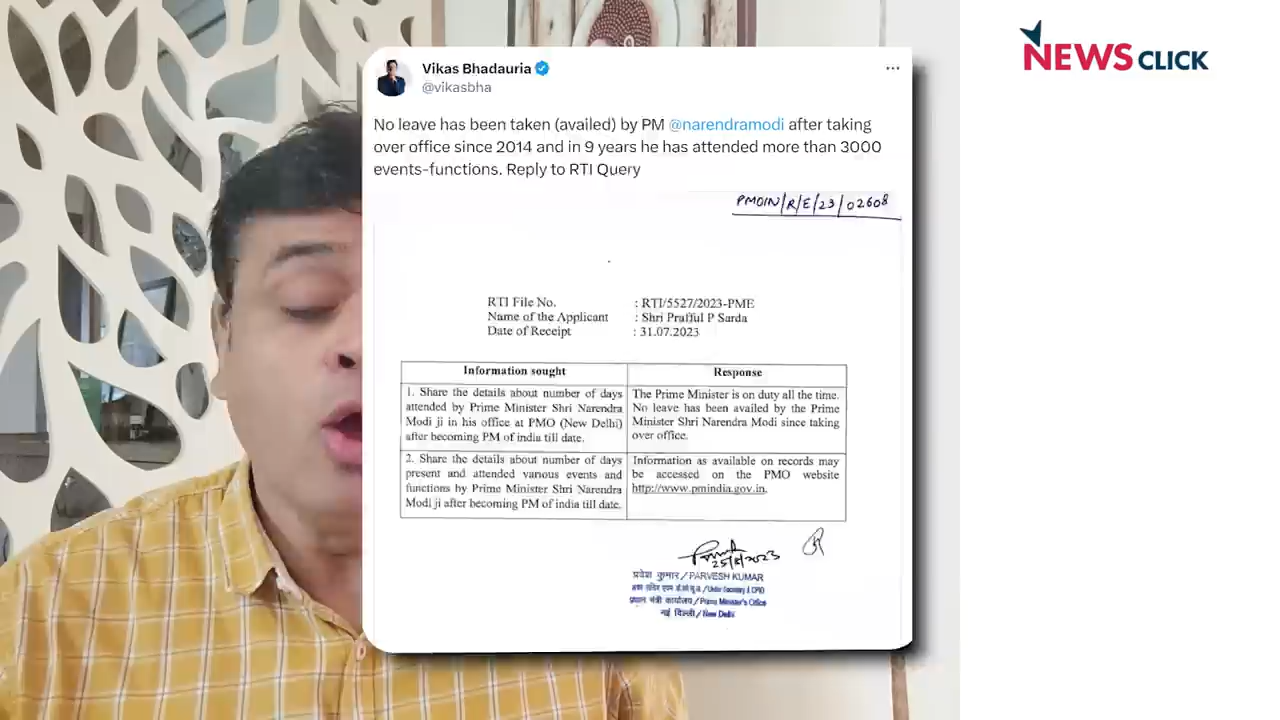 NEWSCLICK
Vikas Bhadauria
@vikasbha
No leave has been taken (availed) by PM @narendramodi after taking
over office since 2014 and in 9 years he has attended more than 3000
events-functions. Reply to RTI Query
PMOIN/R/E/23/02608
RTI File No. : RTI/5527/2023-PME
Name of the Applicant : Shri Prafful P Sarda
Date of Receipt : 31.07.2023
Information sought Response
1. Share the details about number of days
attended by Prime Minister Shri Narendra
Modi ji in his office at PMO (New Delhi)
after becoming PM of india till date.
The Prime Minister is on duty all the time.
No leave has been availed by the Prime
Minister Shri Narendra Modi since taking
over office.
2. Share the details about number of days
present and attended various events and
functions by Prime Minister Shri Narendra
Modi ji after becoming PM of india till date.
Information as available on records may
be accessed on the PMO website
http://www.pmindia.gov.in.
प्रवेश कुमार / PARVESH KUMAR
/ Under Secretary & CPIO
प्रधान मंत्री कार्यालय / Prime Minister's Office
नई दिल्ली / New Delhi